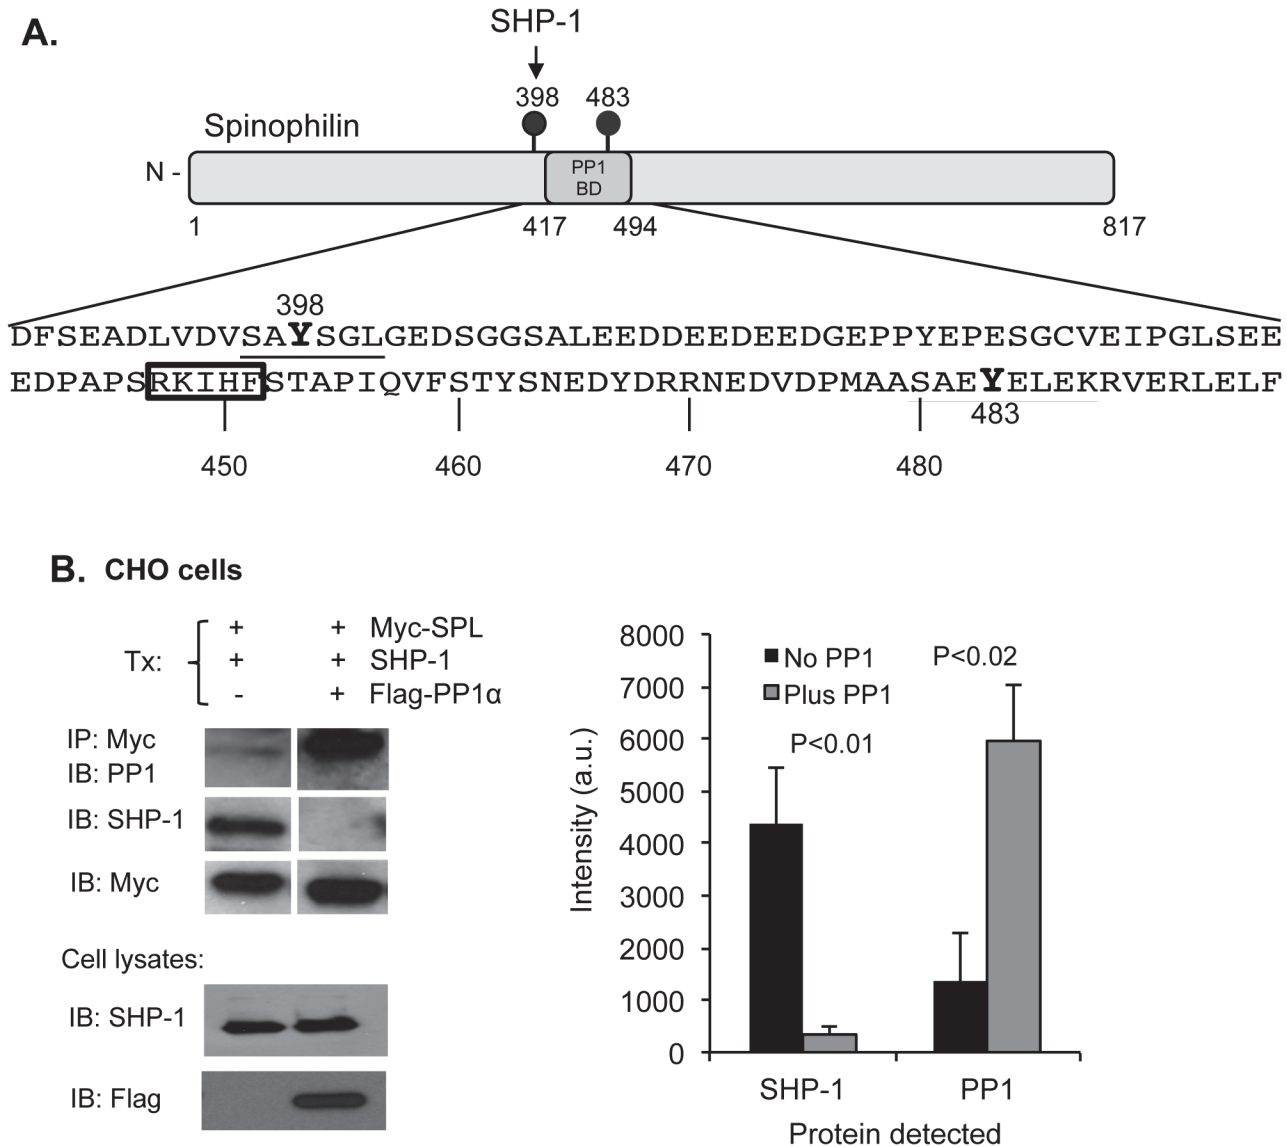 A.
SHP-1
398 483
Spinophilin
N -
PP1
BD
1 417 494 817
398
DFSEADLVDVSAYSGLGEDSGGSALEEDDEEDEEDGEPPYEPESGCVEIPGLSEE
EDPAPSRKIHFSTAPIQVFSTYSNEDYDRRNEDVDPMAASAEYELEKRVERLELF
483
450 460 470 480
B. CHO cells
Tx:
+ + Myc-SPL
+ + SHP-1
- + Flag-PP1α
IP: Myc
IB: PP1
IB: SHP-1
IB: Myc
Cell lysates:
IB: SHP-1
IB: Flag
8000
7000
6000
5000
4000
3000
2000
1000
0
Intensity (a.u.)
No PP1
Plus PP1
P<0.02
P<0.01
SHP-1 PP1
Protein detected